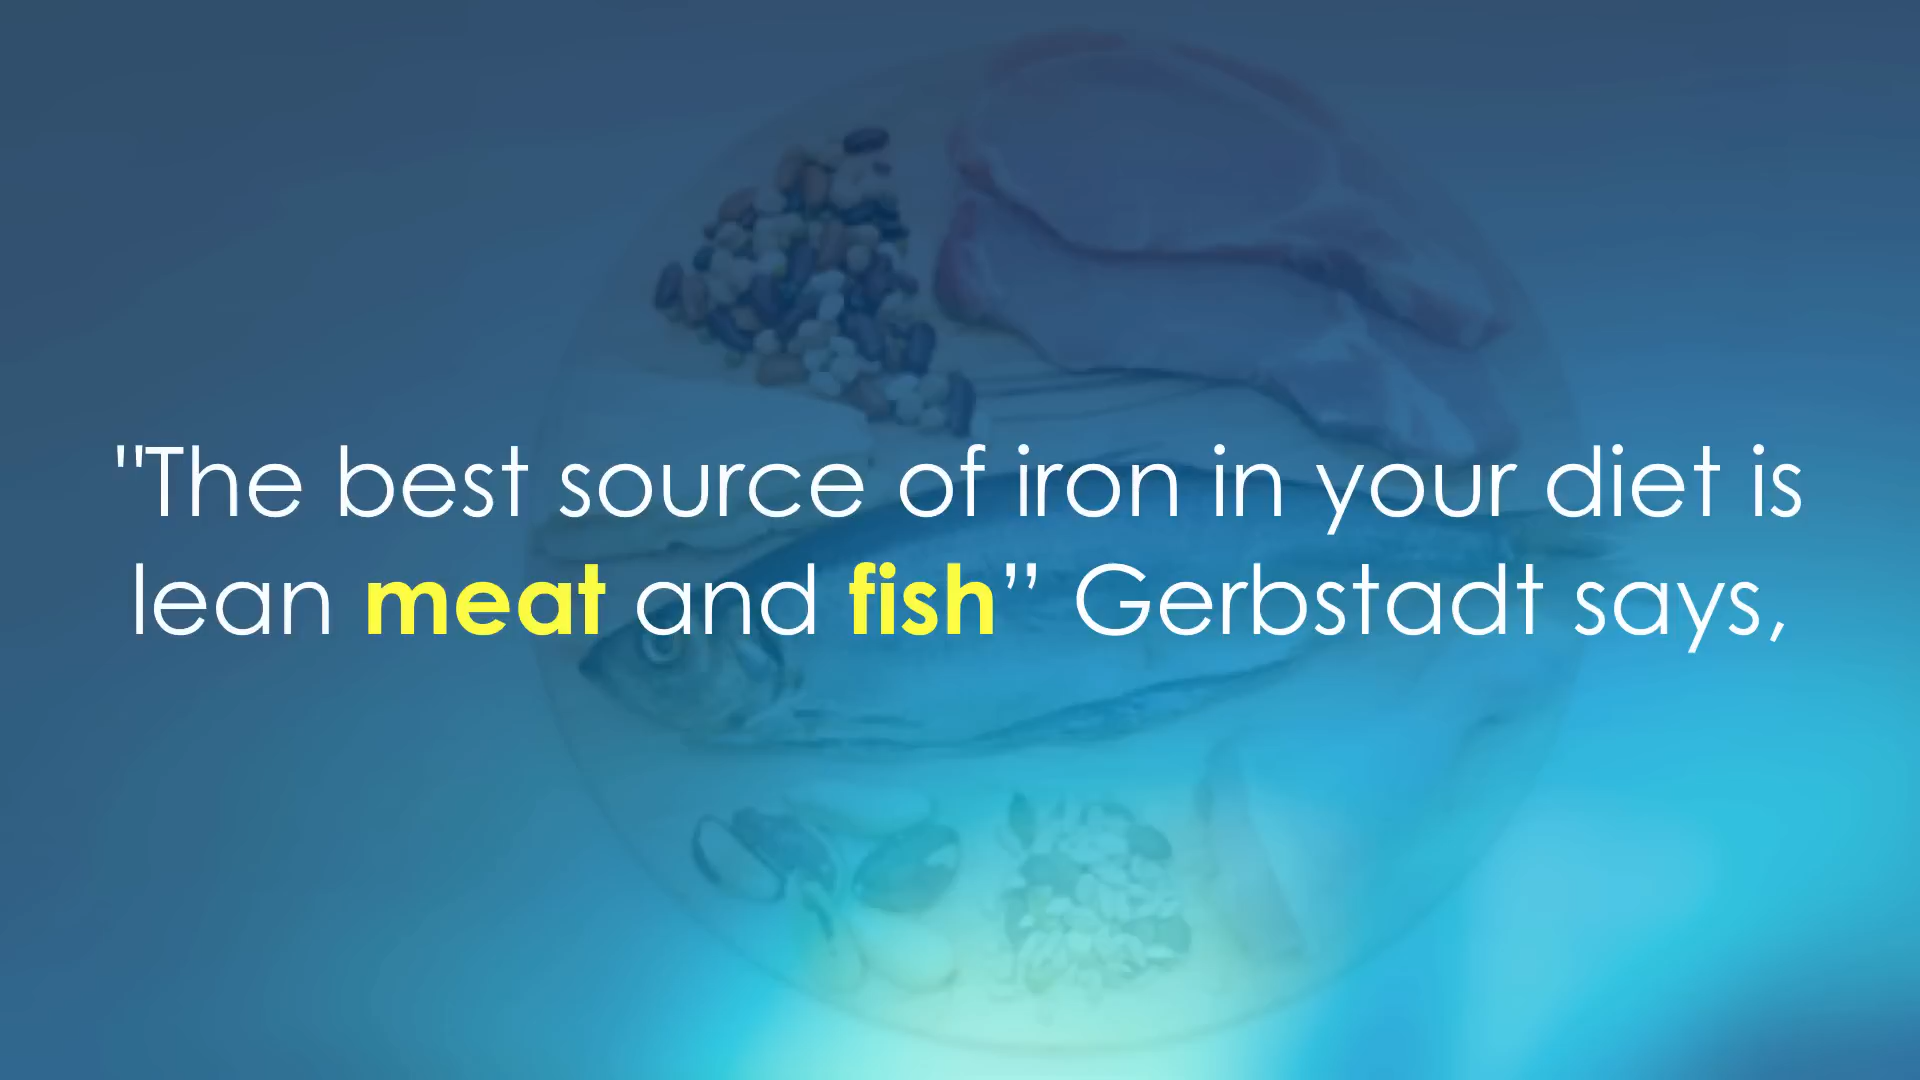 "The best source of iron in your diet is
lean meat and fish” Gerbstadt says,